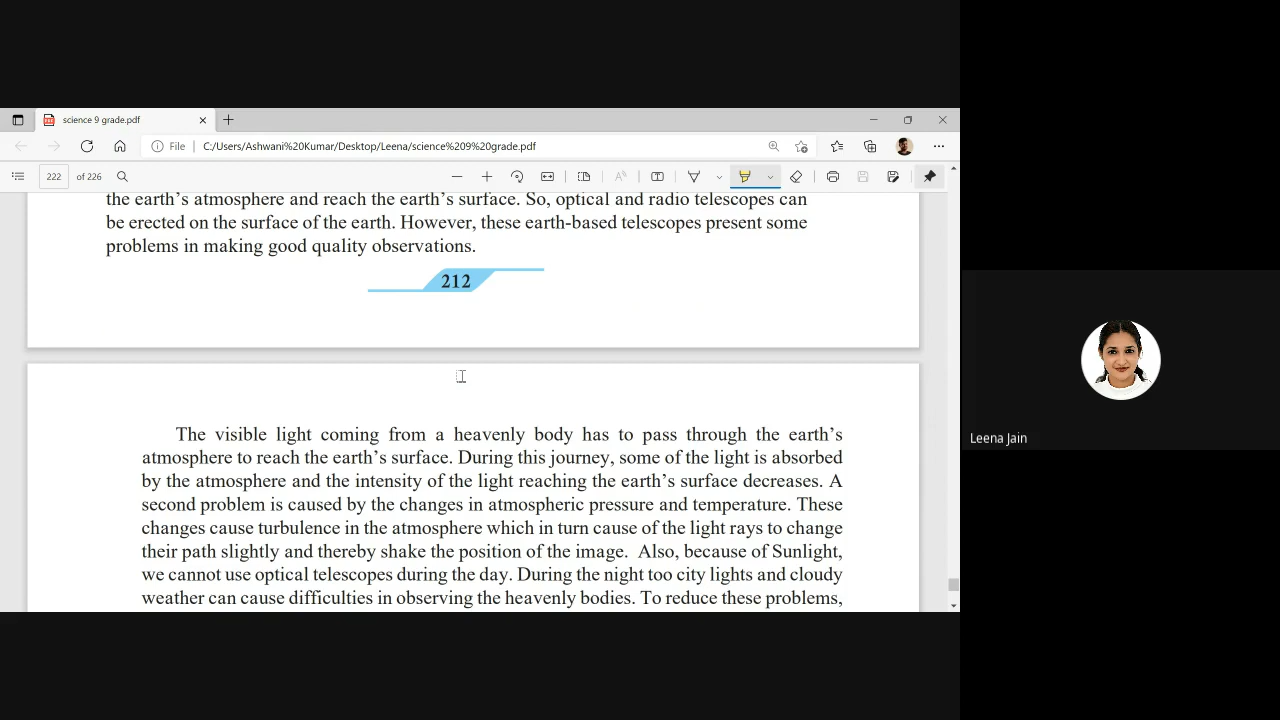 science 9 grade.pdf
File | C:/Users/Ashwani%20Kumar/Desktop/Leena/science%209%20grade.pdf
222 of 226
the earth's atmosphere and reach the earth's surface. So, optical and radio telescopes can
be erected on the surface of the earth. However, these earth-based telescopes present some
problems in making good quality observations.
212
The visible light coming from a heavenly body has to pass through the earth's
atmosphere to reach the earth's surface. During this journey, some of the light is absorbed
by the atmosphere and the intensity of the light reaching the earth's surface decreases. A
second problem is caused by the changes in atmospheric pressure and temperature. These
changes cause turbulence in the atmosphere which in turn cause of the light rays to change
their path slightly and thereby shake the position of the image. Also, because of Sunlight,
we cannot use optical telescopes during the day. During the night too city lights and cloudy
weather can cause difficulties in observing the heavenly bodies. To reduce these problems,
Leena Jain